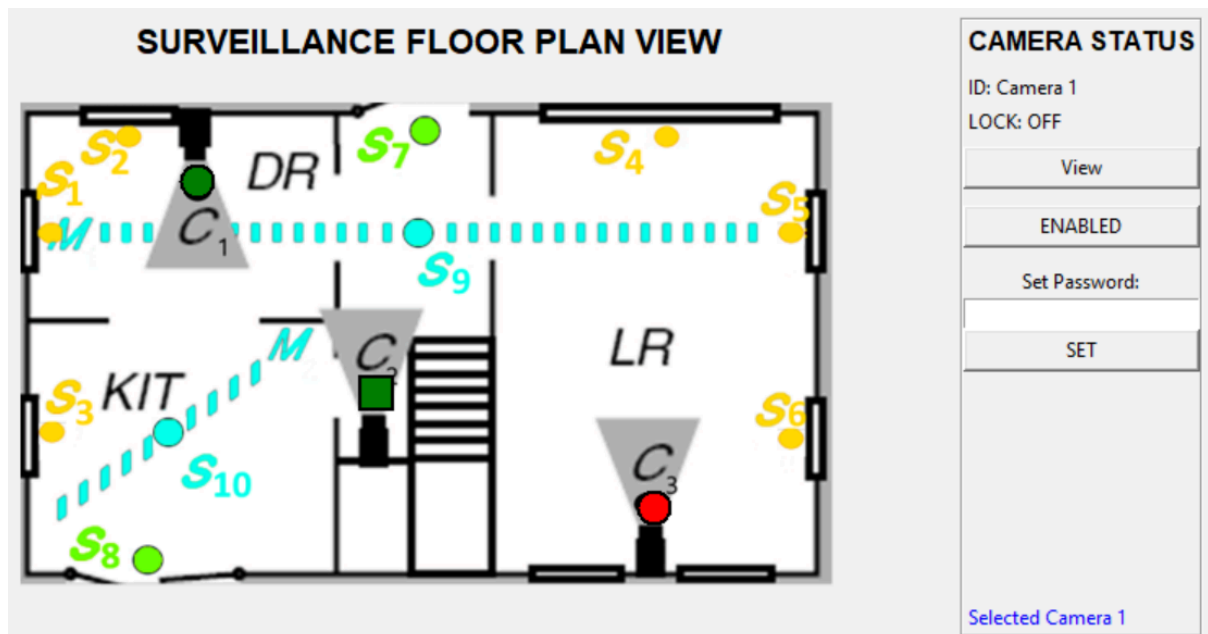 SURVEILLANCE FLOOR PLAN VIEW
S2
S7
S4
S1
DR
M
C1
S5
S9
M
C2
LR
KIT
S3
S6
S10
C3
S8
CAMERA STATUS
ID: Camera 1
LOCK: OFF
View
ENABLED
Set Password:
SET
Selected Camera 1